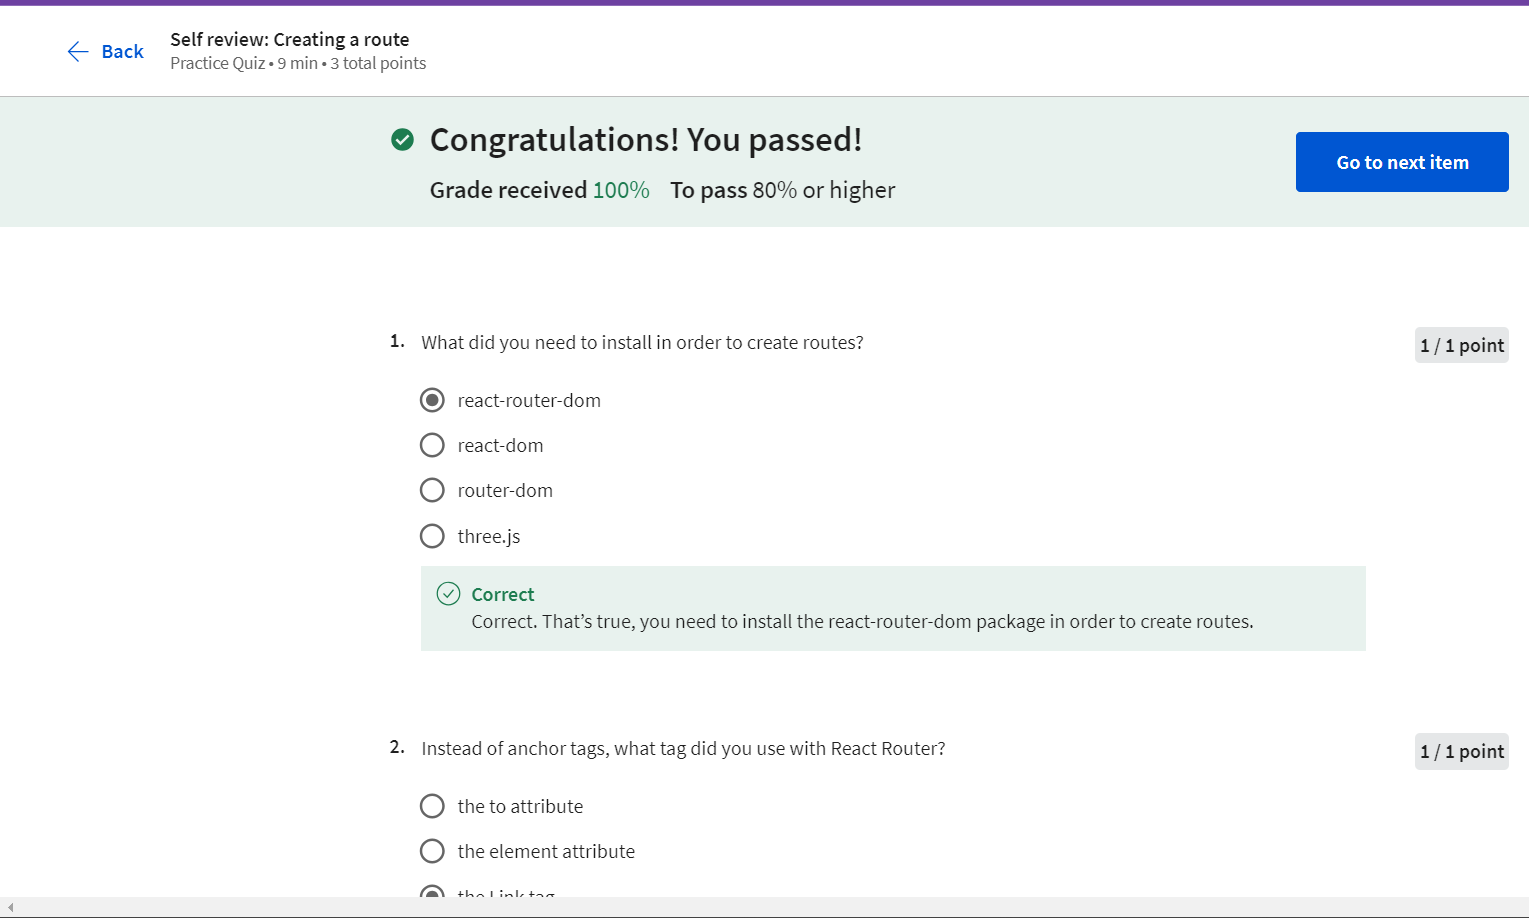 Back
Self review: Creating a route
Practice Quiz • 9 min • 3 total points
Congratulations! You passed!
Grade received 100% To pass 80% or higher
Go to next item
1. What did you need to install in order to create routes?
1 / 1 point
react-router-dom
react-dom
router-dom
three.js
Correct
Correct. That’s true, you need to install the react-router-dom package in order to create routes.
2. Instead of anchor tags, what tag did you use with React Router?
1 / 1 point
the to attribute
the element attribute
the Link tag